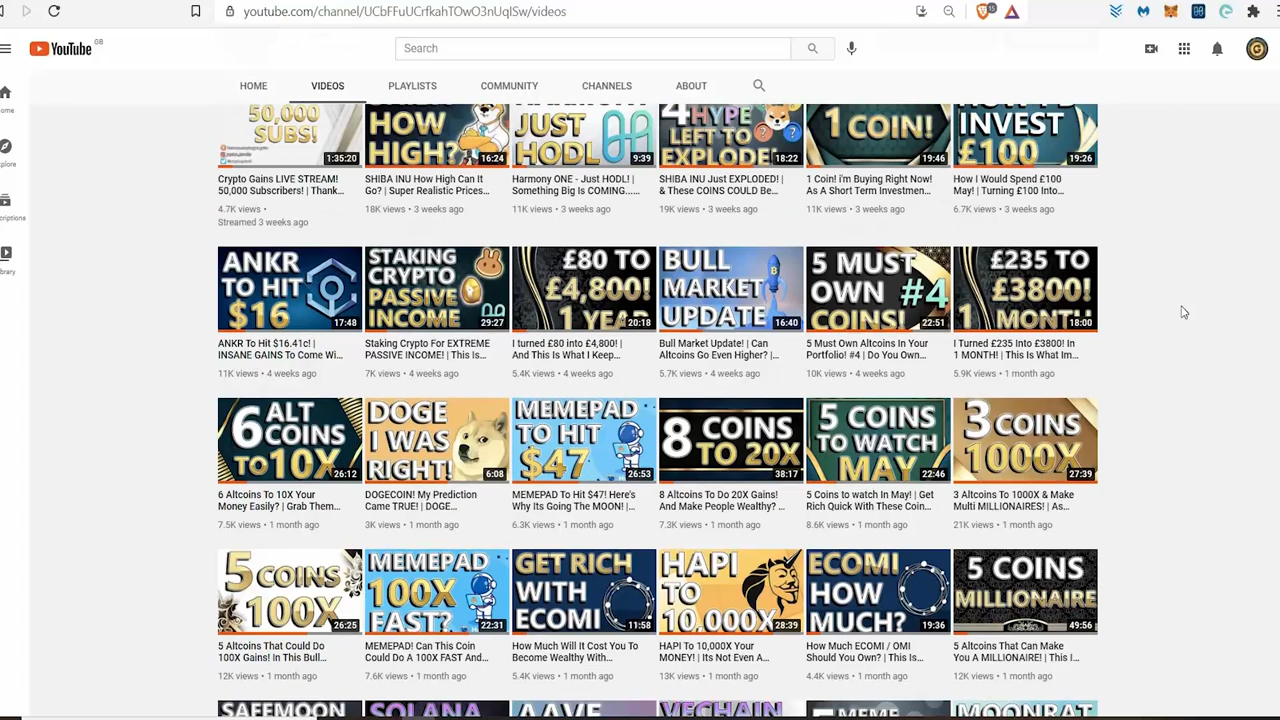 youtube.com/channel/UCbFFuUCrfkahTOwO3nUqlSw/videos
15
YouTube GB
Search
HOME VIDEOS PLAYLISTS COMMUNITY CHANNELS ABOUT
ome
plore
criptions
brary
50,000
SUBS!
1:35:20
HOW
HIGH?
16:24
JUST
HODL!
9:39
4 HYPE
LEFT TO
EXPLODE!
18:22
1 COIN!
19:46
INVEST
£100
19:26
Crypto Gains LIVE STREAM!
50,000 Subscribers! | Thank...
4.7K views •
Streamed 3 weeks ago
SHIBA INU How High Can It
Go? | Super Realistic Prices...
18K views • 3 weeks ago
Harmony ONE - Just HODL! |
Something Big Is COMING.....
11K views • 3 weeks ago
SHIBA INU Just EXPLODED! |
& These COINS COULD Be...
19K views • 3 weeks ago
1 Coin! i'm Buying Right Now!
As A Short Term Investmen...
11K views • 3 weeks ago
How I Would Spend £100
May! | Turning £100 Into...
6.7K views • 3 weeks ago
ANKR
TO HIT
$16
17:48
STAKING
CRYPTO
PASSIVE
INCOME
29:27
£80 TO
£4,800!
1 YEAR
20:18
BULL
MARKET
UPDATE
16:40
5 MUST
OWN #4
COINS!
22:51
£235 TO
£3800!
1 MONTH!
18:00
ANKR To Hit $16.41c! |
INSANE GAINS To Come Wi...
11K views • 4 weeks ago
Staking Crypto For EXTREME
PASSIVE INCOME! | This Is...
7K views • 4 weeks ago
I turned £80 into £4,800! |
And This Is What I Keep...
5.4K views • 4 weeks ago
Bull Market Update! | Can
Altcoins Go Even Higher? |...
5.7K views • 4 weeks ago
5 Must Own Altcoins In Your
Portfolio! #4 | Do You Own...
10K views • 4 weeks ago
I Turned £235 Into £3800! In
1 MONTH! | This Is What Im...
5.9K views • 1 month ago
6 ALT
COINS
TO 10X
26:12
DOGE
I WAS
RIGHT!
6:08
MEMEPAD
TO HIT
$47
26:53
8 COINS
TO 20X
38:17
5 COINS
TO WATCH
MAY
22:46
3 COINS
1000X
27:39
6 Altcoins To 10X Your
Money Easily? | Grab Them...
7.5K views • 1 month ago
DOGECOIN! My Prediction
Came TRUE! | DOGE...
3K views • 1 month ago
MEMEPAD To Hit $47! Here's
Why Its Going The MOON! |...
6.3K views • 1 month ago
8 Altcoins To Do 20X Gains!
And Make People Wealthy? ...
7.3K views • 1 month ago
5 Coins to watch In May! | Get
Rich Quick With These Coin...
8.6K views • 1 month ago
3 Altcoins To 1000X & Make
Multi MILLIONAIRES! | As...
21K views • 1 month ago
5 COINS
100X
26:25
MEMEPAD
100X
FAST?
22:31
GET RICH
WITH
ECOMI
11:58
HAPI
TO
10,000X
28:39
ECOMI
HOW
MUCH?
19:36
5 COINS
MILLIONAIRE
49:56
5 Altcoins That Could Do
100X Gains! In This Bull...
12K views • 1 month ago
MEMEPAD! Can This Coin
Could Do A 100X FAST And...
7.6K views • 1 month ago
How Much Will It Cost You To
Become Wealthy With...
5.4K views • 1 month ago
HAPI To 10,000X Your
MONEY! | Its Not Even A...
13K views • 1 month ago
How Much ECOMI / OMI
Should You Own? | This Is...
4.4K views • 1 month ago
5 Altcoins That Can Make
You A MILLIONAIRE! | This I...
12K views • 1 month ago
SAFEMOON
SOLANA
AAVE
VECHAIN
MEME
MOONRAT